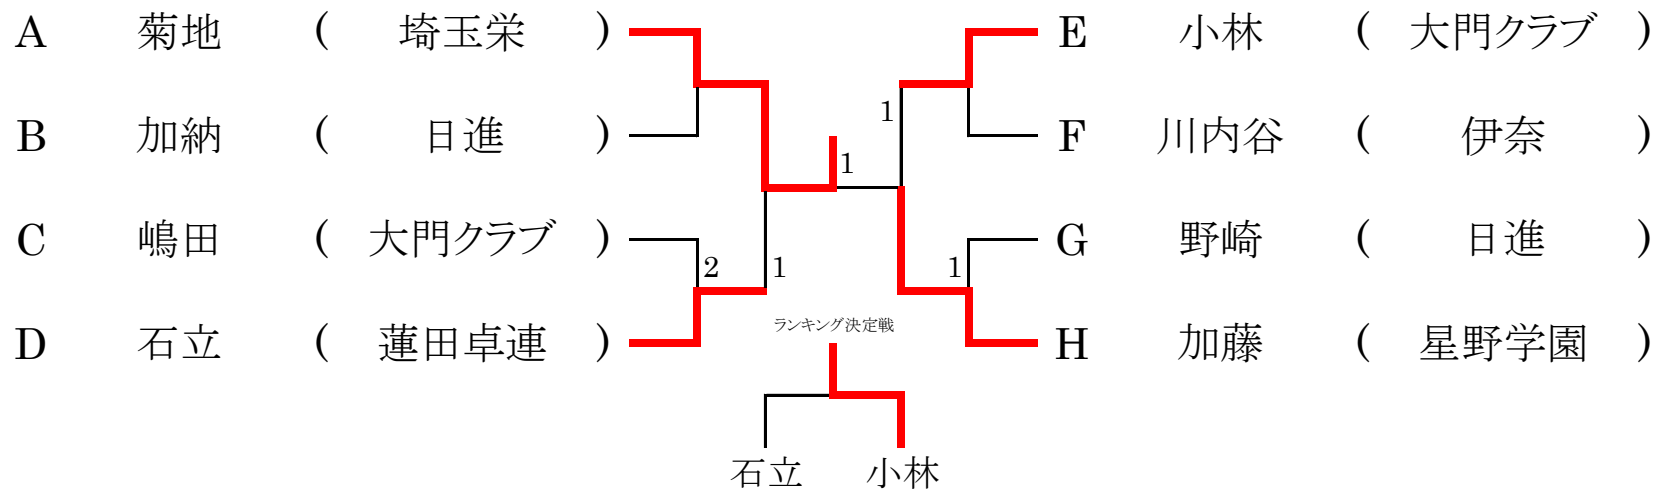 A 菊地 ( 埼玉栄 ) E 小林 ( 大門クラブ )
1
B 加納 ( 日進 ) F 川内谷 ( 伊奈 )
1
C 嶋田 ( 大門クラブ ) G 野崎 ( 日進 )
2 1 1
ランキング決定戦
D 石立 ( 蓮田卓連 ) H 加藤 ( 星野学園 )
石立 小林